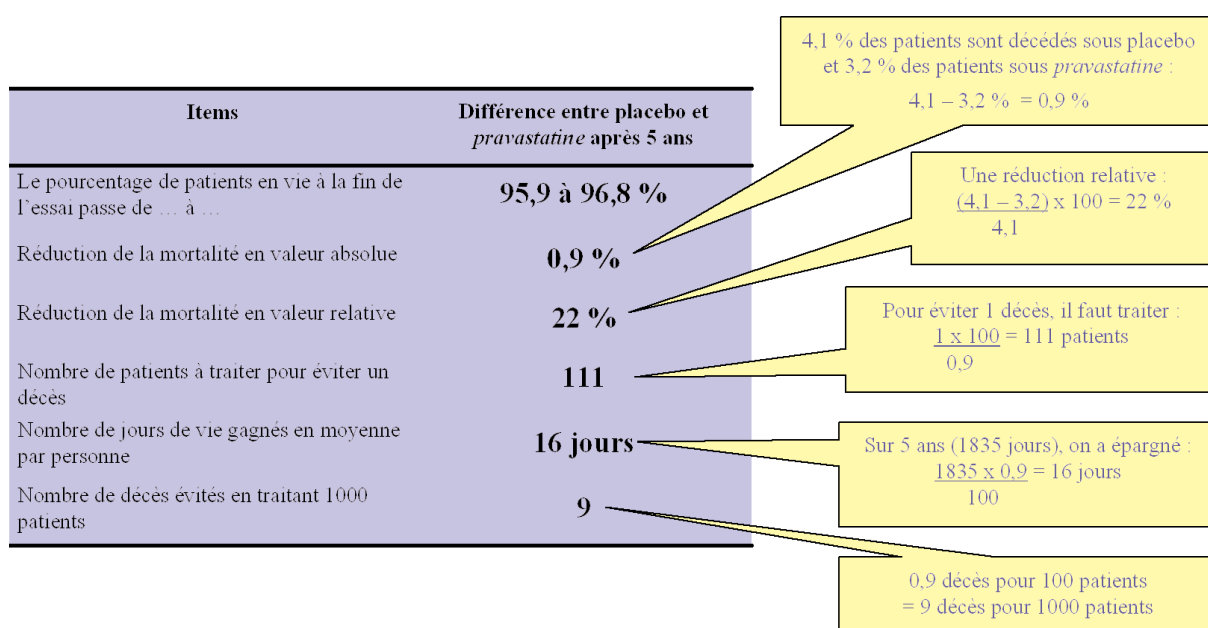 4,1 % des patients sont décédés sous placebo
et 3,2 % des patients sous pravastatine :
4,1 – 3,2 % = 0,9 %
Items
Différence entre placebo et
pravastatine après 5 ans
Le pourcentage de patients en vie à la fin de
l'essai passe de … à …
95,9 à 96,8 %
Une réduction relative :
(4,1 – 3,2) x 100 = 22 %
4,1
Réduction de la mortalité en valeur absolue
0,9 %
Réduction de la mortalité en valeur relative
22 %
Pour éviter 1 décès, il faut traiter :
1 x 100 = 111 patients
0,9
Nombre de patients à traiter pour éviter un
décès
111
Nombre de jours de vie gagnés en moyenne
par personne
16 jours
Sur 5 ans (1835 jours), on a épargné :
1835 x 0,9 = 16 jours
100
Nombre de décès évités en traitant 1000
patients
9
0,9 décès pour 100 patients
= 9 décès pour 1000 patients